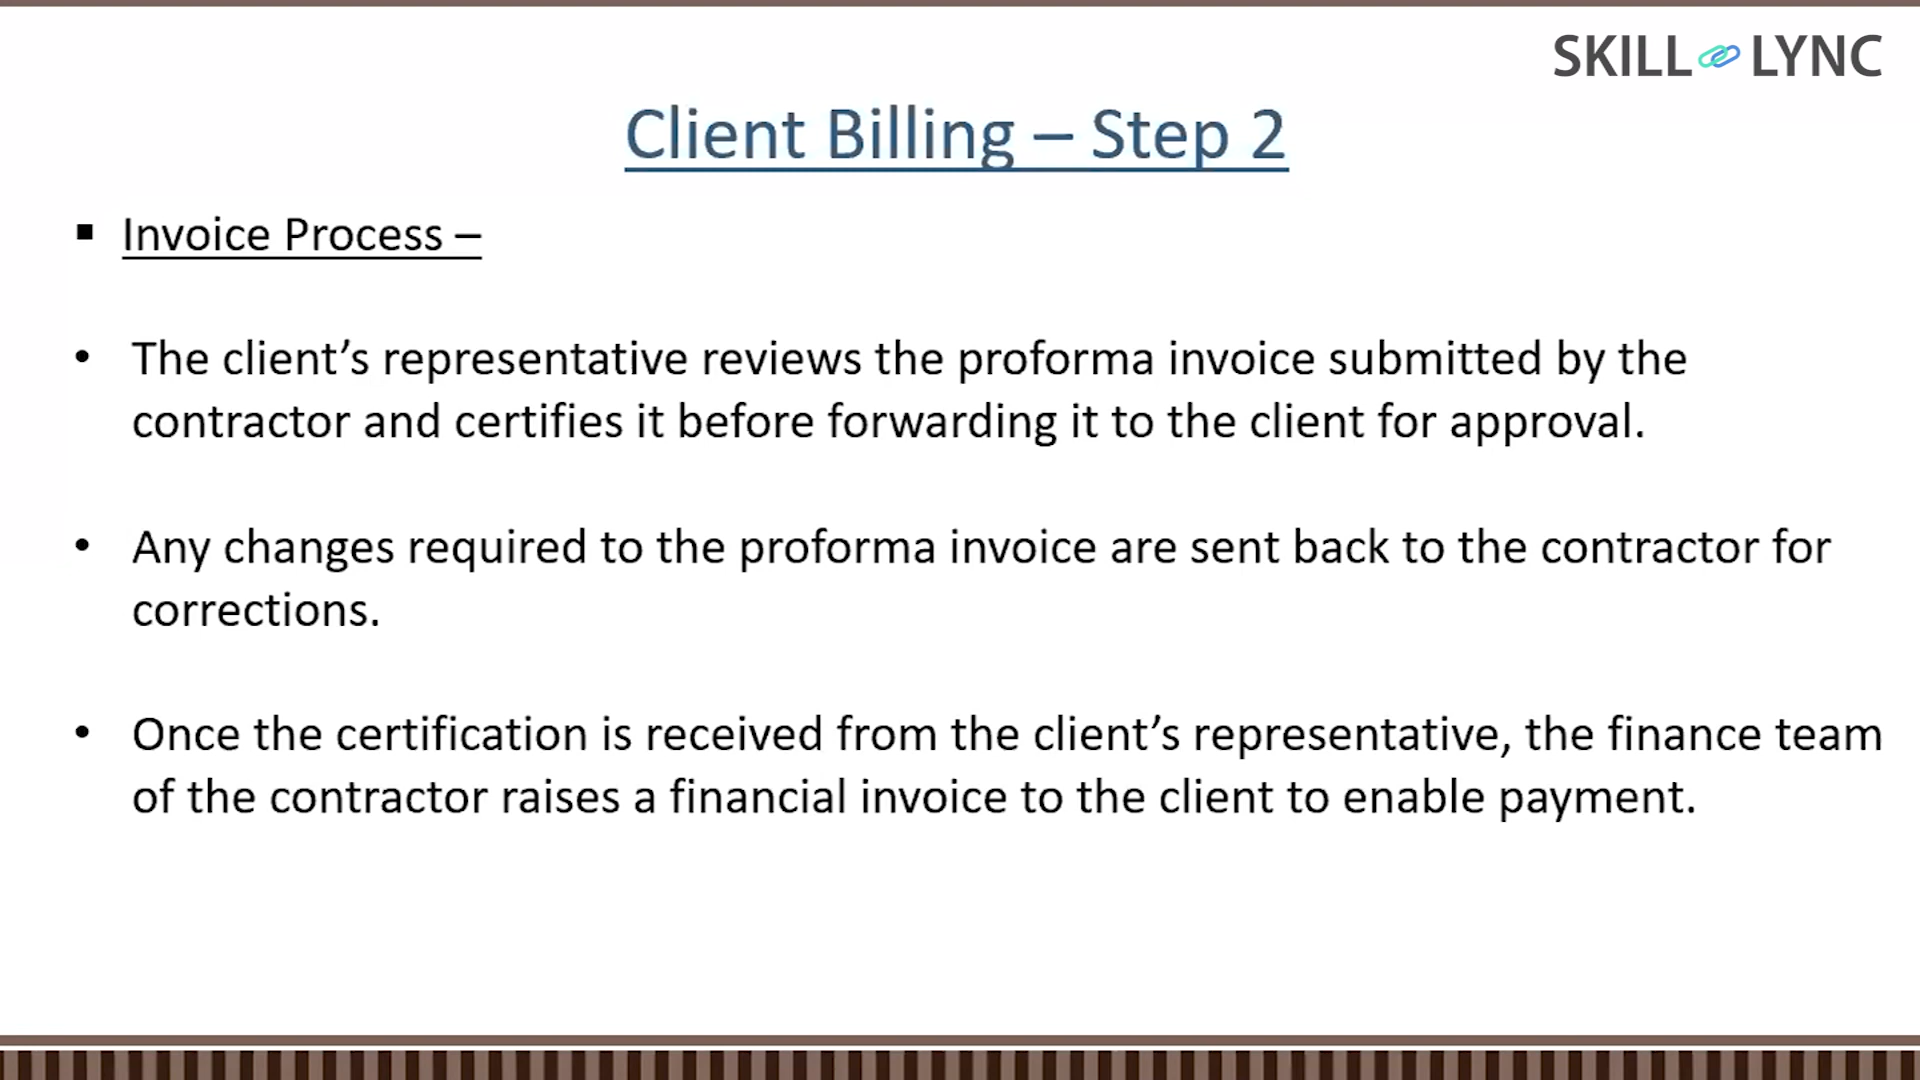 SKILL LYNC
Client Billing – Step 2
▪ Invoice Process –
• The client’s representative reviews the proforma invoice submitted by the
contractor and certifies it before forwarding it to the client for approval.
• Any changes required to the proforma invoice are sent back to the contractor for
corrections.
• Once the certification is received from the client’s representative, the finance team
of the contractor raises a financial invoice to the client to enable payment.